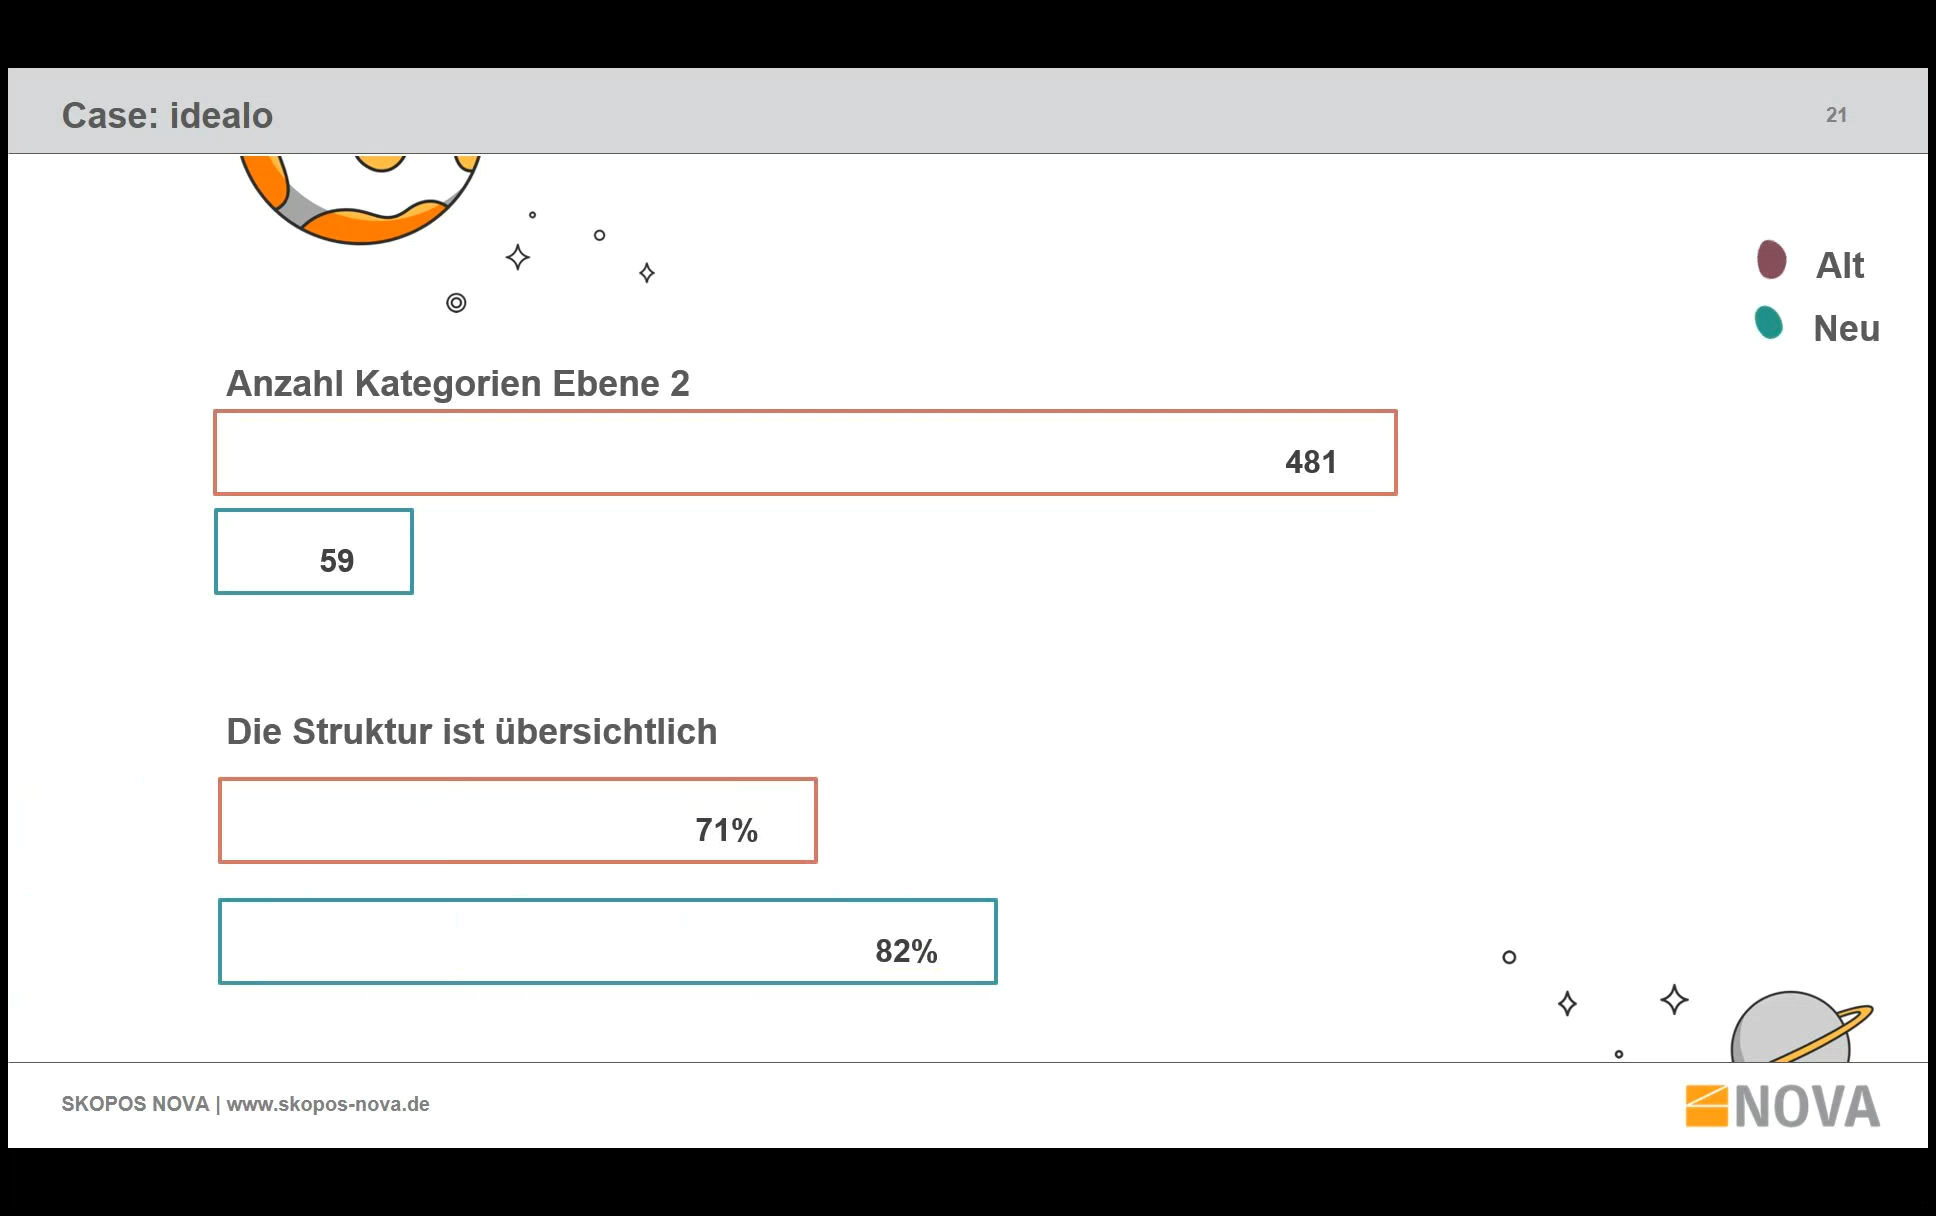 Case: idealo
21
Alt
Neu
Anzahl Kategorien Ebene 2
481
59
Die Struktur ist übersichtlich
71%
82%
SKOPOS NOVA | www.skopos-nova.de
NOVA